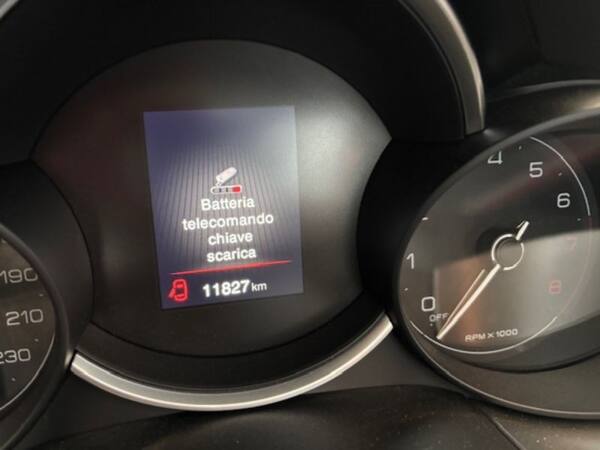 Batteria
telecomando
chiave
scarica
11827 km
190
210
230
OFF
0
1
4
5
6
7
8
RPM X 1000